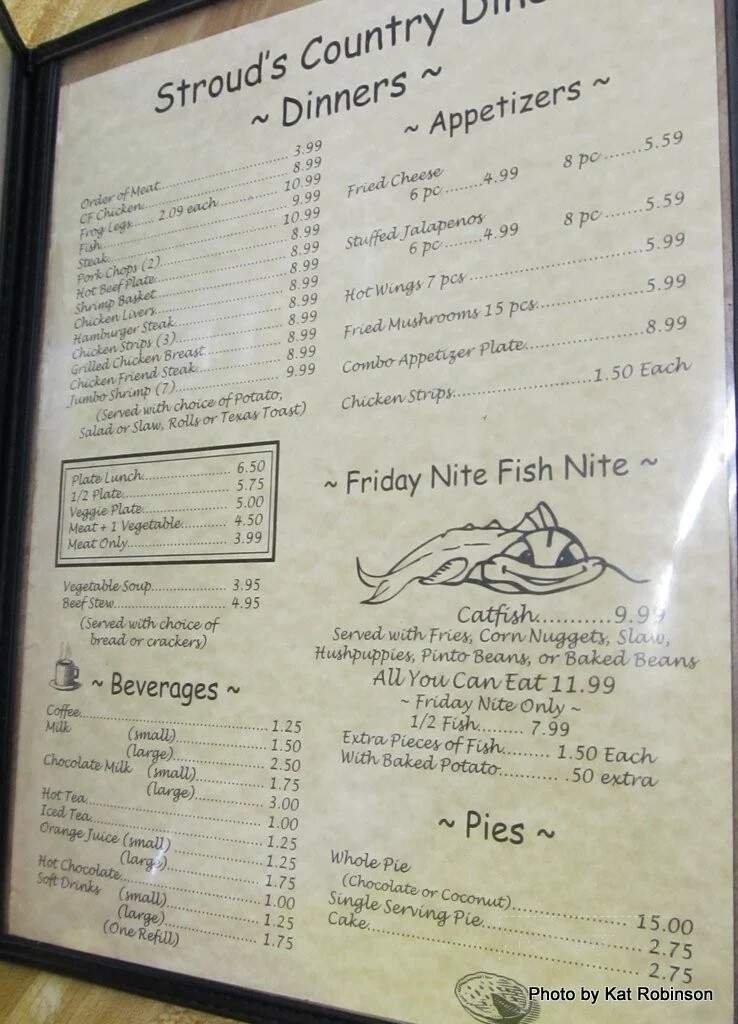 Stroud's Country Din
~ Dinners ~
Order of Meat........ 3.99
CF Chicken........ 8.99
Frog Legs...... 2.09 each ........ 10.99
Fish........ 9.99
Steak........ 10.99
Pork Chops (2)........ 8.99
Hot Beef Plate........ 8.99
Shrimp Basket........ 8.99
Chicken Livers........ 8.99
Hamburger Steak........ 8.99
Chicken Strips (3)........ 8.99
Grilled Chicken Breast........ 8.99
Chicken Friend Steak........ 8.99
Jumbo Shrimp (7)........ 9.99
(Served with choice of Potato,
Salad or Slaw, Rolls or Texas Toast)
Plate Lunch........ 6.50
1/2 Plate........ 5.75
Veggie Plate........ 5.00
Meat + 1 Vegetable........ 4.50
Meat Only........ 3.99
Vegetable Soup........ 3.95
Beef Stew........ 4.95
(Served with choice of
bread or crackers)
~ Beverages ~
Coffee........ 1.25
Milk (small)........ 1.50
(large)........ 2.50
Chocolate Milk (small)........ 1.75
(large)........ 3.00
Hot Tea........ 1.00
Iced Tea........ 1.25
Orange Juice (small)........ 1.25
(large)........ 1.75
Hot Chocolate........ 1.00
Soft Drinks (small)........ 1.25
(large)........ 1.75
(One Refill)
~ Appetizers ~
Fried Cheese
6 pc........4.99 8 pc.......5.59
Stuffed Jalapenos
6 pc........4.99 8 pc.......5.59
Hot Wings 7 pcs ........ 5.99
Fried Mushrooms 15 pcs........ 5.99
Combo Appetizer Plate........ 8.99
Chicken Strips........1.50 Each
~ Friday Nite Fish Nite ~
Catfish...........9.99
Served with Fries, Corn Nuggets, Slaw,
Hushpuppies, Pinto Beans, or Baked Beans
All You Can Eat 11.99
~ Friday Nite Only ~
1/2 Fish......... 7.99
Extra Pieces of Fish......... 1.50 Each
With Baked Potato........... .50 extra
~ Pies ~
Whole Pie
(Chocolate or Coconut)........ 15.00
Single Serving Pie........ 2.75
Cake........ 2.75
Photo by Kat Robinson